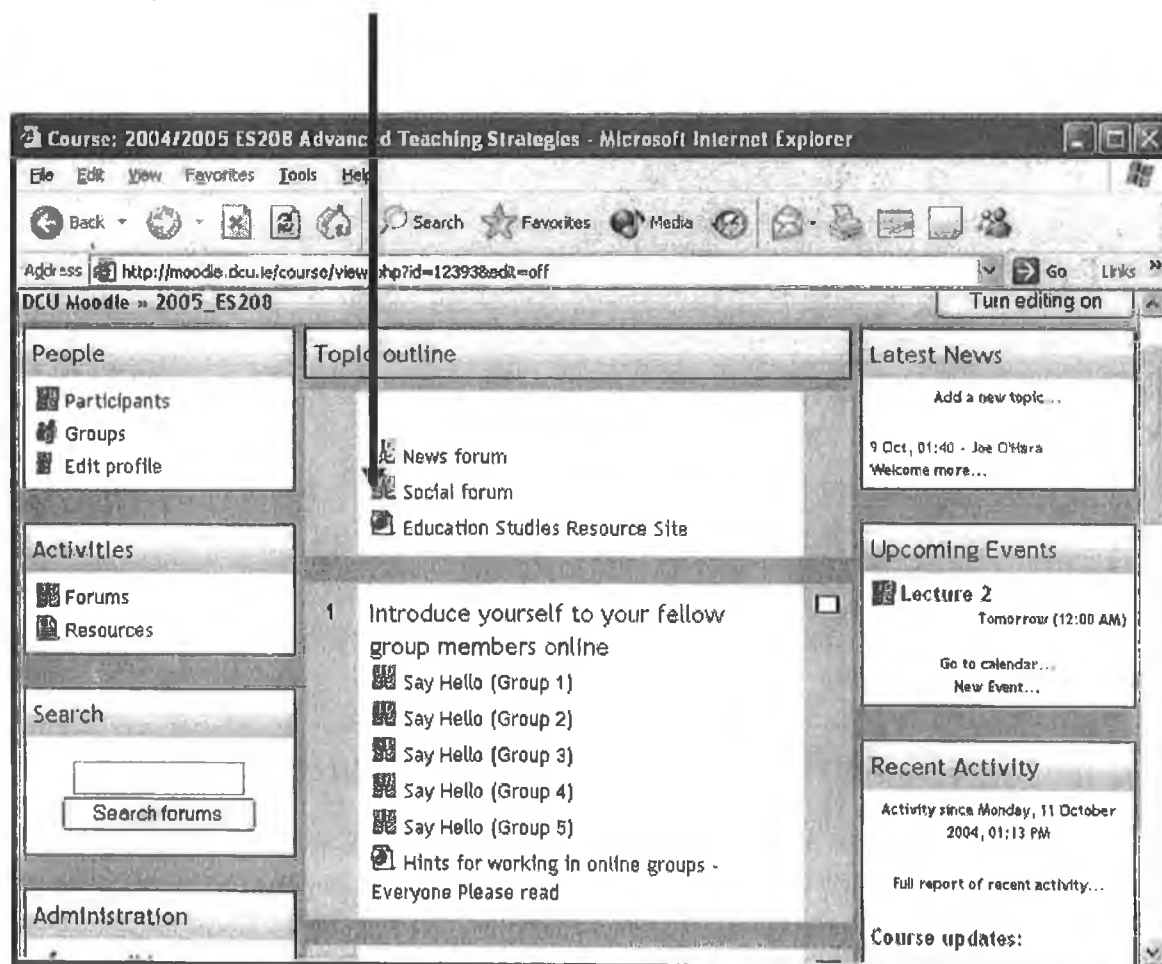 Course: 2004/2005 ES208 Advanc d Teaching Strategies - Microsoft Internet Explorer
File Edit View Favorites Tools Help
Back Search Favorites Media
Address http://moodle.dcu.ie/course/view php?id=12393&edit=off Go Links »
DCU Moodle » 2005_ES208
Turn editing on
People
Participants
Groups
Edit profile
Activities
Forums
Resources
Search
Search forums
Administration
Topic outline
News forum
Social forum
Education Studies Resource Site
1 Introduce yourself to your fellow
group members online
Say Hello (Group 1)
Say Hello (Group 2)
Say Hello (Group 3)
Say Hello (Group 4)
Say Hello (Group 5)
Hints for working in online groups -
Everyone Please read
Latest News
Add a new topic...
9 Oct, 01:40 - Joe O'Hara
Welcome more...
Upcoming Events
Lecture 2
Tomorrow (12:00 AM)
Go to calendar...
New Event...
Recent Activity
Activity since Monday, 11 October
2004, 01:13 PM
Full report of recent activity...
Course updates: